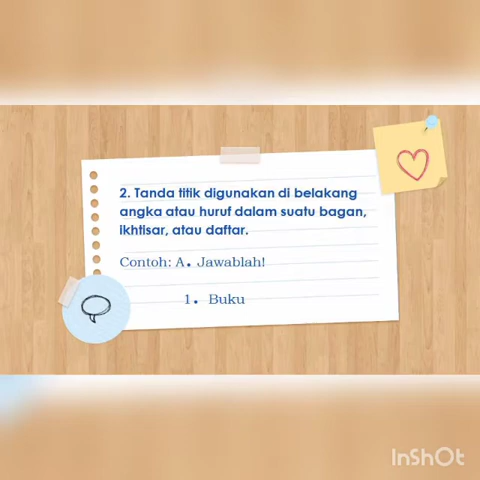 2. Tanda titik digunakan di belakang
angka atau huruf dalam suatu bagan,
ikhtisar, atau daftar.
Contoh: A. Jawablah!
1. Buku
InShOt